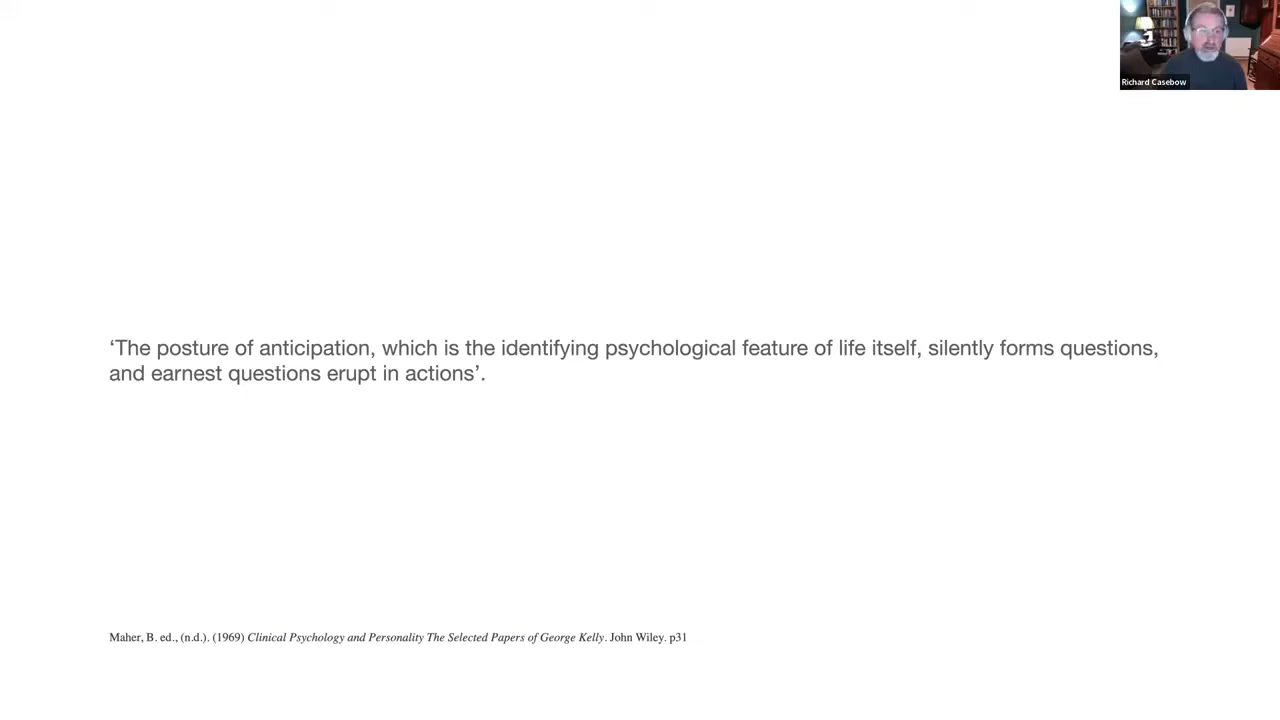 Richard Casebow
‘The posture of anticipation, which is the identifying psychological feature of life itself, silently forms questions,
and earnest questions erupt in actions’.
Maher, B. ed., (n.d.). (1969) Clinical Psychology and Personality The Selected Papers of George Kelly. John Wiley. p31